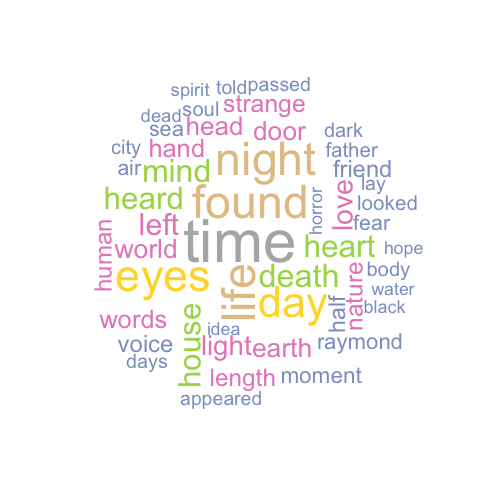 spirit told passed
dead soul strange
sea head door dark
city hand night father
air mind friend
heard found horror love lay
looked
human left time heart fear
world hope
eyes life day death nature body
water
words house idea half black
voice light earth raymond
days length moment
appeared